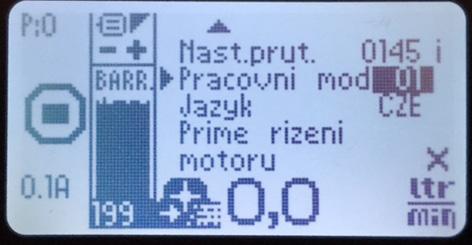 P:0
- +
Nast.prut. 0145 i
BARR. Pracovni mod 01
Jazyk CZE
Prime rizeni
motoru X
0.1A
199
0,0 ltr
min